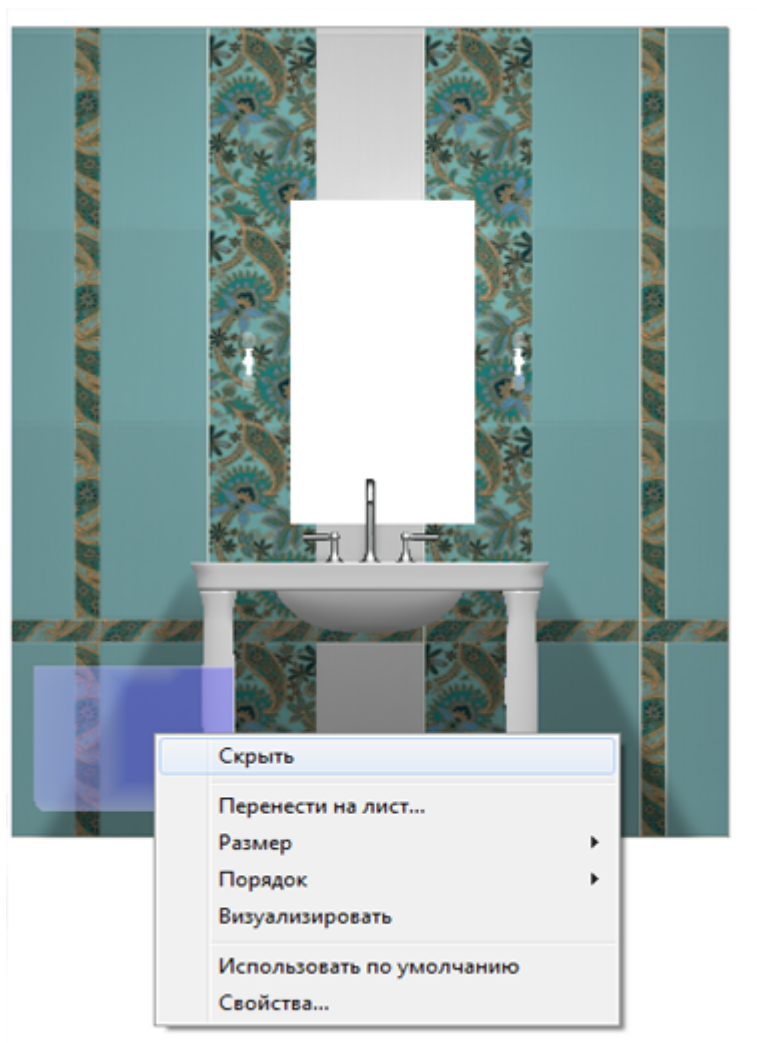 Скрыть
Перенести на лист...
Размер
Порядок
Визуализировать
Использовать по умолчанию
Свойства...